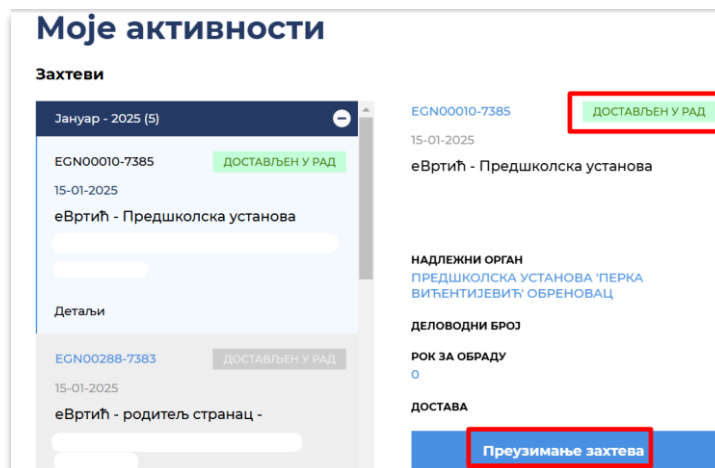 Моје активности
Захтеви
Јануар - 2025 (5)
EGN00010-7385 ДОСТАВЉЕН У РАД
15-01-2025
еВртић - Предшколска установа
Детаљи
EGN00288-7383 ДОСТАВЉЕН У РАД
15-01-2025
еВртић - родитељ странац -
EGN00010-7385 ДОСТАВЉЕН У РАД
15-01-2025
еВртић - Предшколска установа
НАДЛЕЖНИ ОРГАН
ПРЕДШКОЛСКА УСТАНОВА 'ПЕРКА
ВИЋЕНТИЈЕВИЋ' ОБРЕНОВАЦ
ДЕЛОВОДНИ БРОЈ
РОК ЗА ОБРАДУ
0
ДОСТАВА
Преузимање захтева